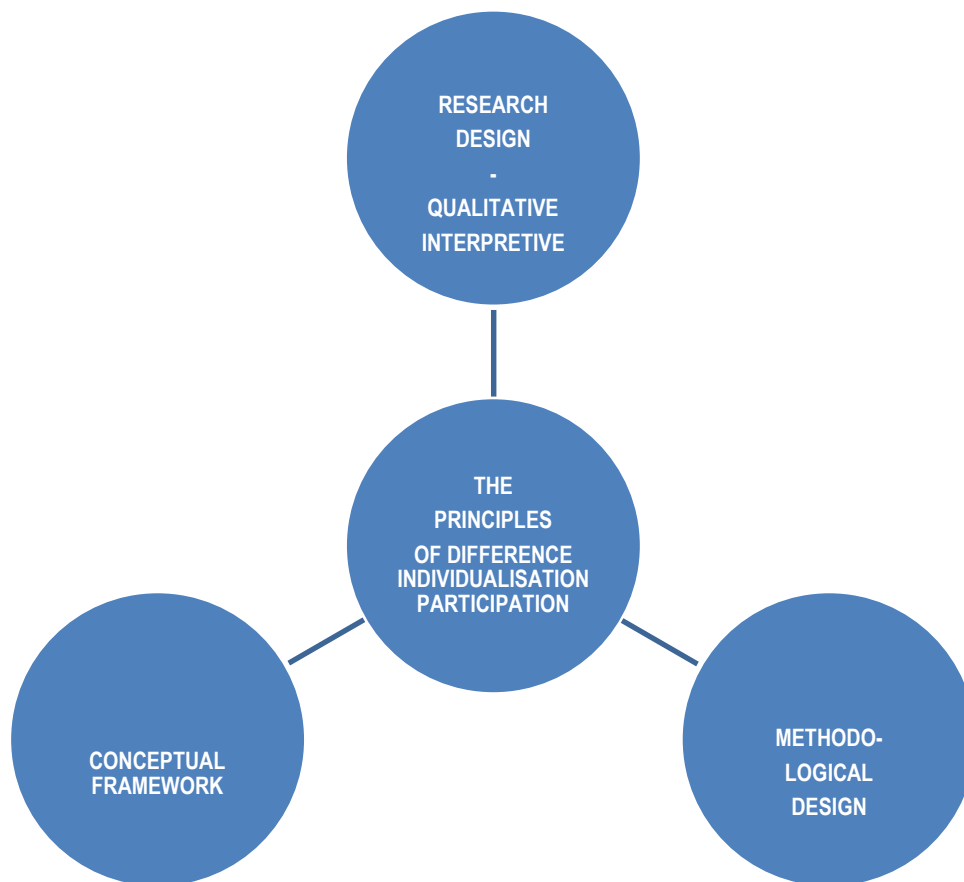 RESEARCH
DESIGN
-
QUALITATIVE
INTERPRETIVE
THE
PRINCIPLES
OF DIFFERENCE
INDIVIDUALISATION
PARTICIPATION
CONCEPTUAL
FRAMEWORK
METHODO-
LOGICAL
DESIGN